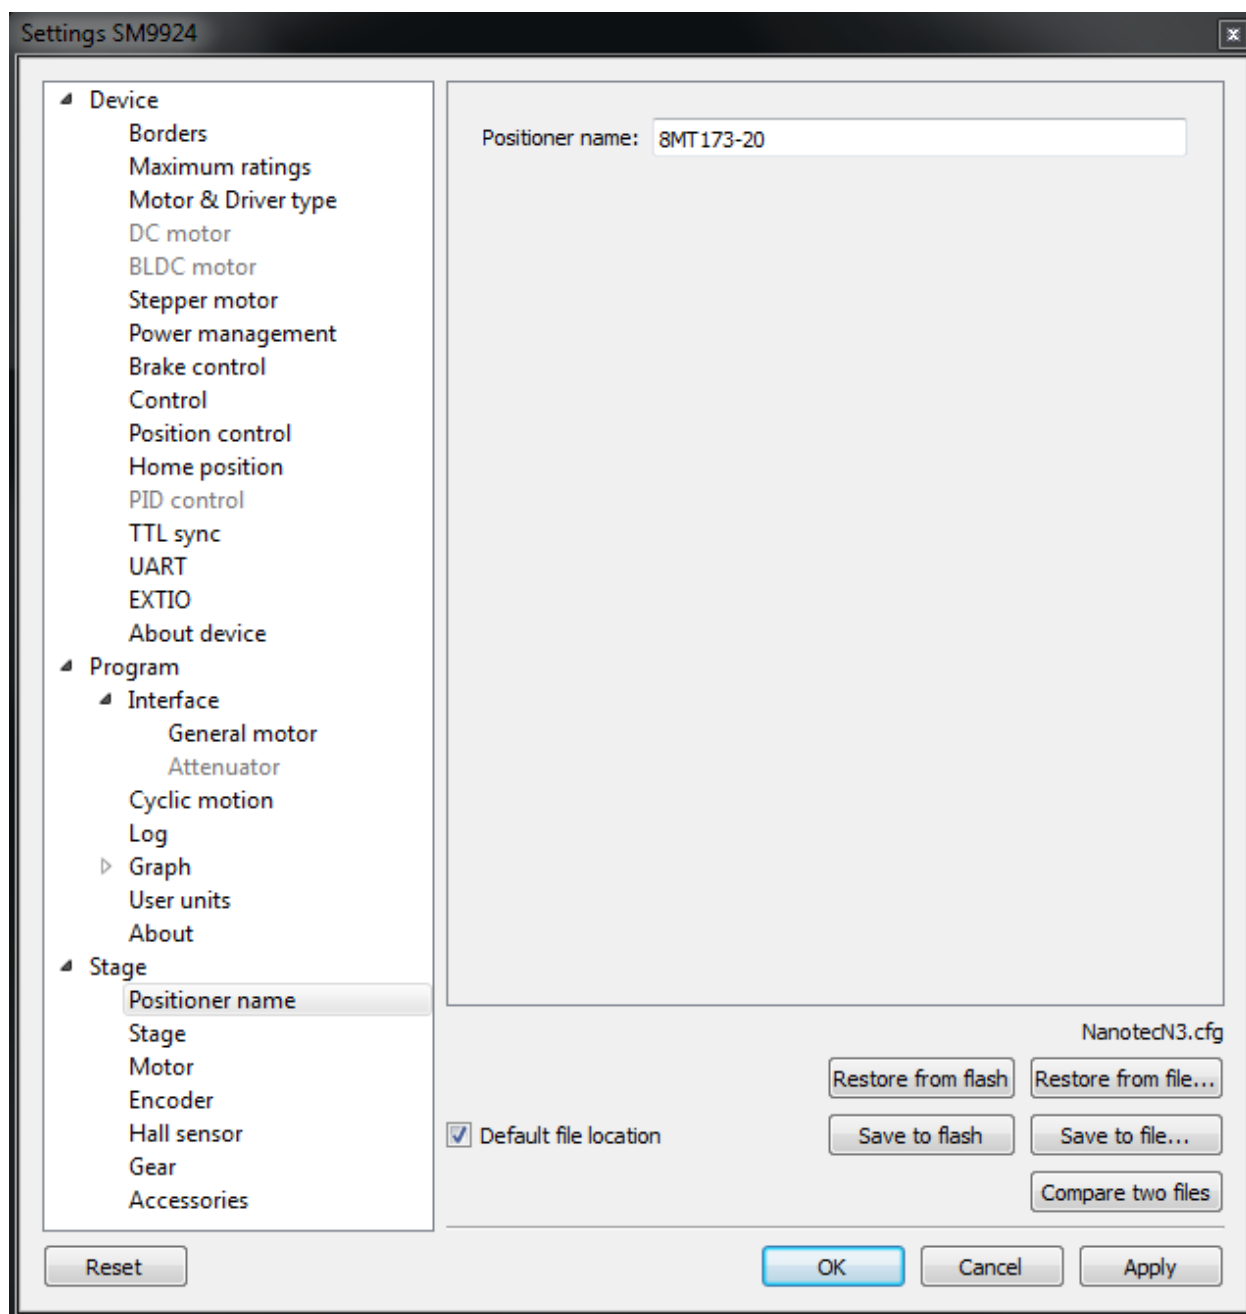 Settings SM9924
Device
Borders
Maximum ratings
Motor & Driver type
DC motor
BLDC motor
Stepper motor
Power management
Brake control
Control
Position control
Home position
PID control
TTL sync
UART
EXTIO
About device
Program
Interface
General motor
Attenuator
Cyclic motion
Log
Graph
User units
About
Stage
Positioner name
Stage
Motor
Encoder
Hall sensor
Gear
Accessories
Positioner name: 8MT173-20
NanotecN3.cfg
Restore from flash Restore from file...
Default file location Save to flash Save to file...
Compare two files
Reset OK Cancel Apply